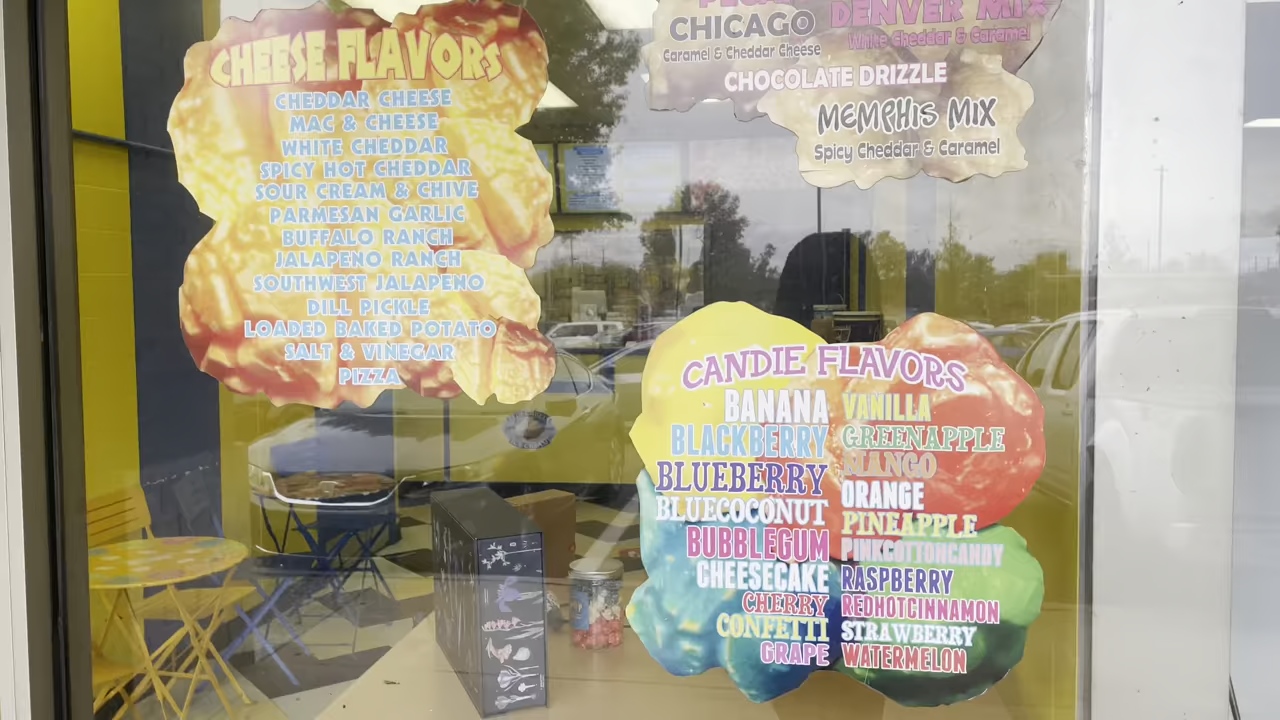 CHEESE FLAVORS
CHEDDAR CHEESE
MAC & CHEESE
WHITE CHEDDAR
SPICY HOT CHEDDAR
SOUR CREAM & CHIVE
PARMESAN GARLIC
BUFFALO RANCH
JALAPENO RANCH
SOUTHWEST JALAPENO
DILL PICKLE
LOADED BAKED POTATO
SALT & VINEGAR
PIZZA
CHICAGO
Caramel & Cheddar Cheese
DENVER MIX
White Cheddar & Caramel
CHOCOLATE DRIZZLE
MEMPHIS MIX
Spicy Cheddar & Caramel
CANDIE FLAVORS
BANANA
BLACKBERRY
BLUEBERRY
BLUECOCONUT
BUBBLEGUM
CHEESECAKE
CHERRY
CONFETTI
GRAPE
VANILLA
GREENAPPLE
MANGO
ORANGE
PINEAPPLE
PINKCOTTONCANDY
RASPBERRY
REDHOTCINNAMON
STRAWBERRY
WATERMELON